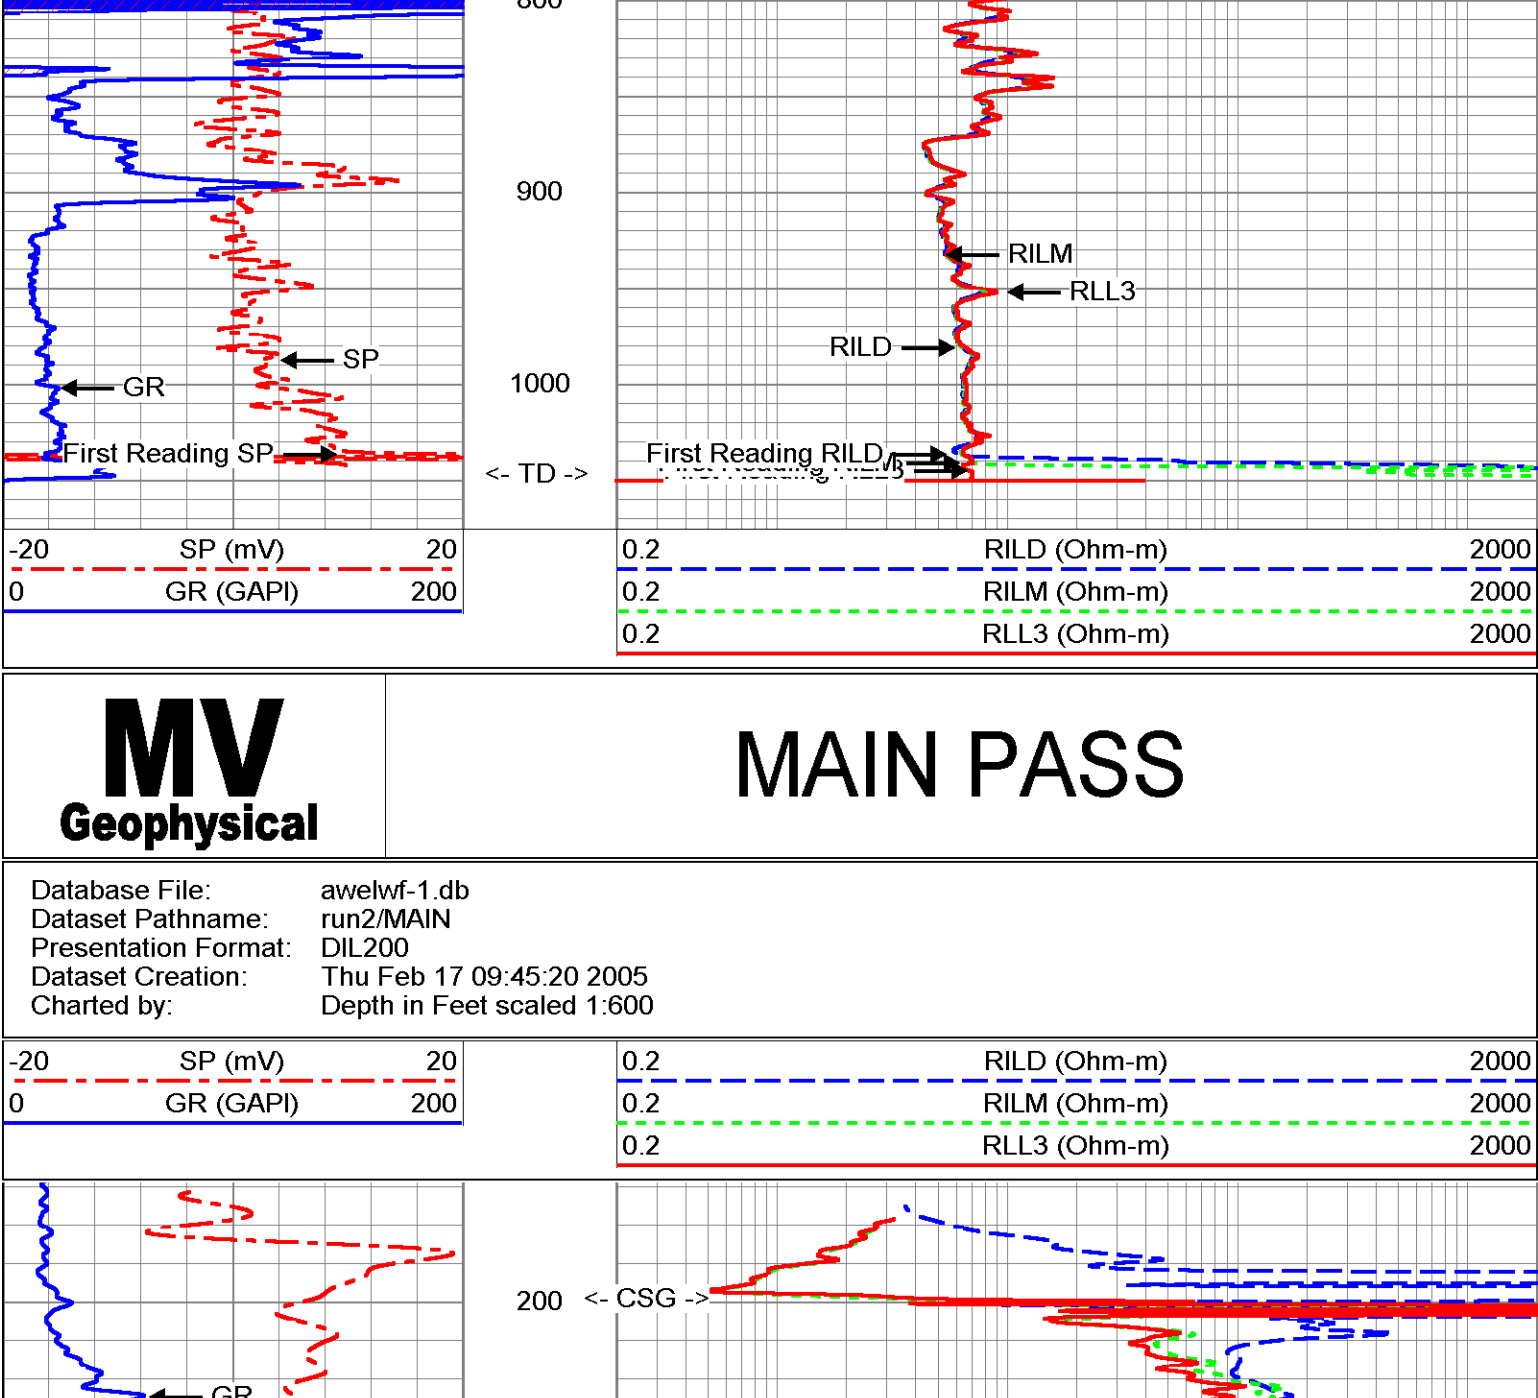 800
900
RILM
RLL3
RILD
SP
1000
GR
First Reading SP
First Reading RILD
<- TD ->
-20 SP (mV) 20
0.2 RILD (Ohm-m) 2000
0 GR (GAPI) 200
0.2 RILM (Ohm-m) 2000
0.2 RLL3 (Ohm-m) 2000
MV
Geophysical
MAIN PASS
Database File: awelwf-1.db
Dataset Pathname: run2/MAIN
Presentation Format: DIL200
Dataset Creation: Thu Feb 17 09:45:20 2005
Charted by: Depth in Feet scaled 1:600
-20 SP (mV) 20
0.2 RILD (Ohm-m) 2000
0 GR (GAPI) 200
0.2 RILM (Ohm-m) 2000
0.2 RLL3 (Ohm-m) 2000
200 <- CSG ->
GR